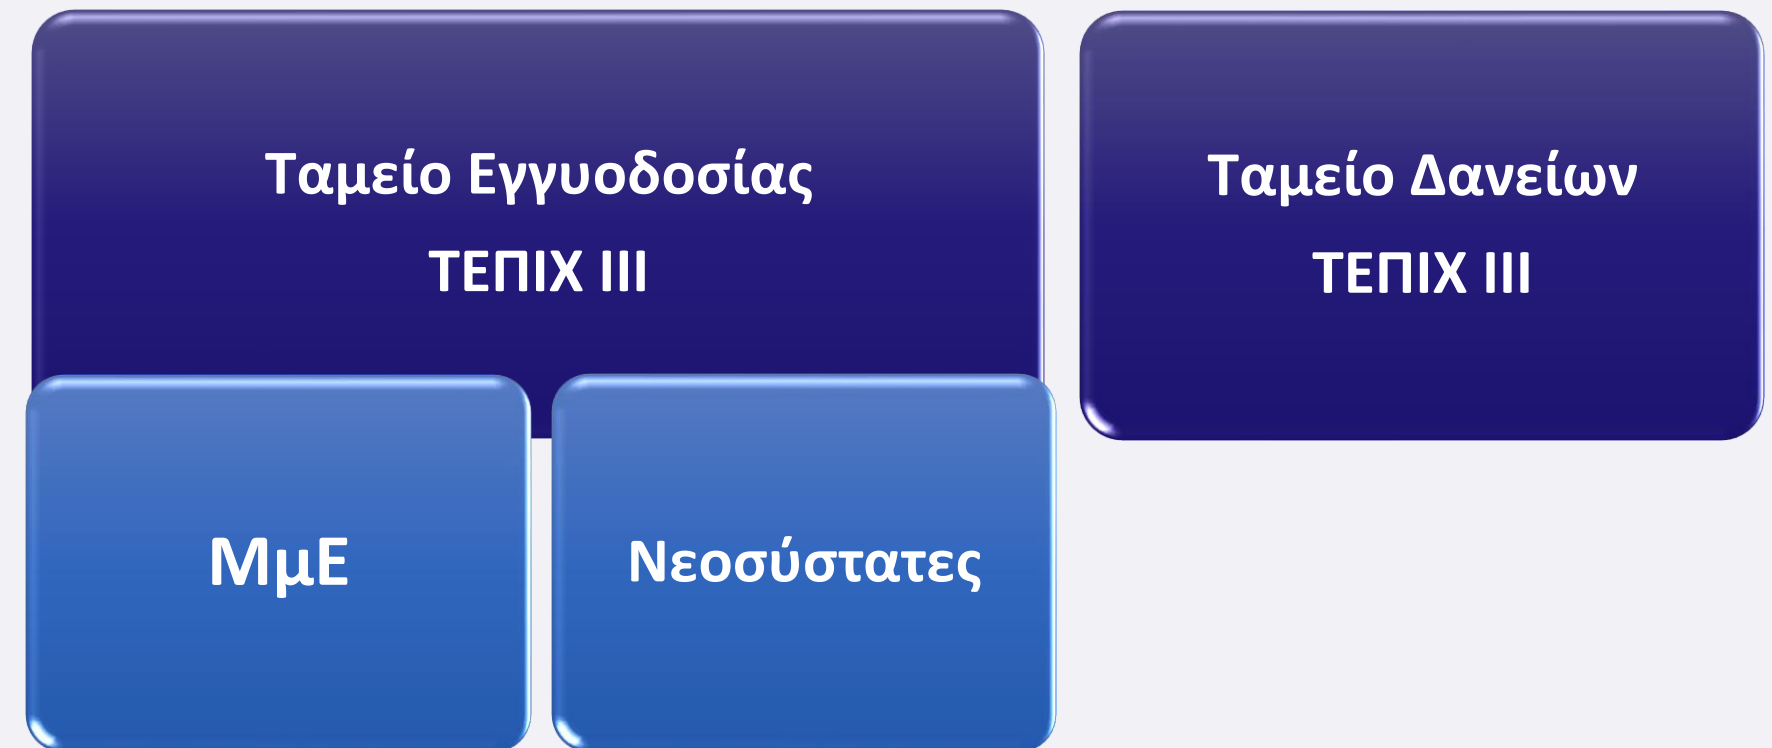 Ταμείο Εγγυοδοσίας
ΤΕΠΙΧ ΙΙΙ
Ταμείο Δανείων
ΤΕΠΙΧ ΙΙΙ
ΜμΕ
Νεοσύστατες